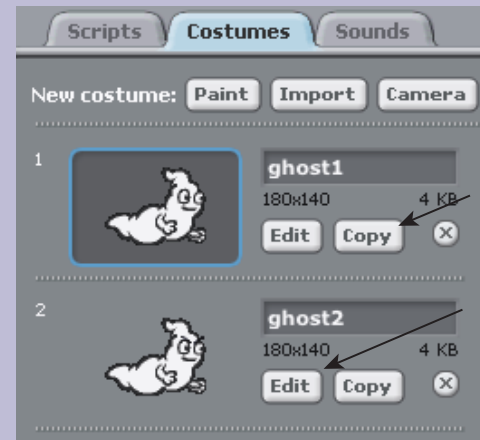 Scripts Costumes Sounds
New costume: Paint Import Camera
1
ghost1
180x140 4 KB
Edit Copy
2
ghost2
180x140 4 KB
Edit Copy